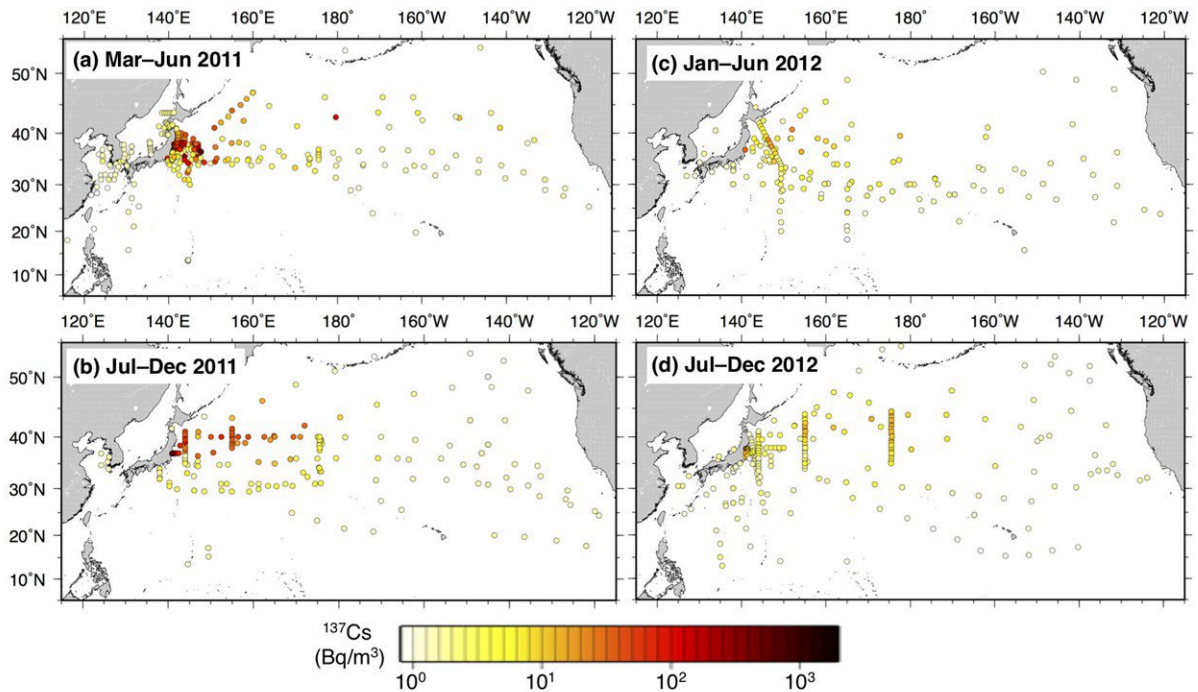 120˚E 140˚E 160˚E 180˚ 160˚W 140˚W 120˚W
120˚E 140˚E 160˚E 180˚ 160˚W 140˚W 120˚W
(a) Mar–Jun 2011
(c) Jan–Jun 2012
50˚N
40˚N
30˚N
20˚N
10˚N
50˚N
40˚N
30˚N
20˚N
10˚N
120˚E 140˚E 160˚E 180˚ 160˚W 140˚W 120˚W
120˚E 140˚E 160˚E 180˚ 160˚W 140˚W 120˚W
(b) Jul–Dec 2011
(d) Jul–Dec 2012
50˚N
40˚N
30˚N
20˚N
10˚N
50˚N
40˚N
30˚N
20˚N
10˚N
¹³⁷Cs
(Bq/m³)
10⁰ 10¹ 10² 10³